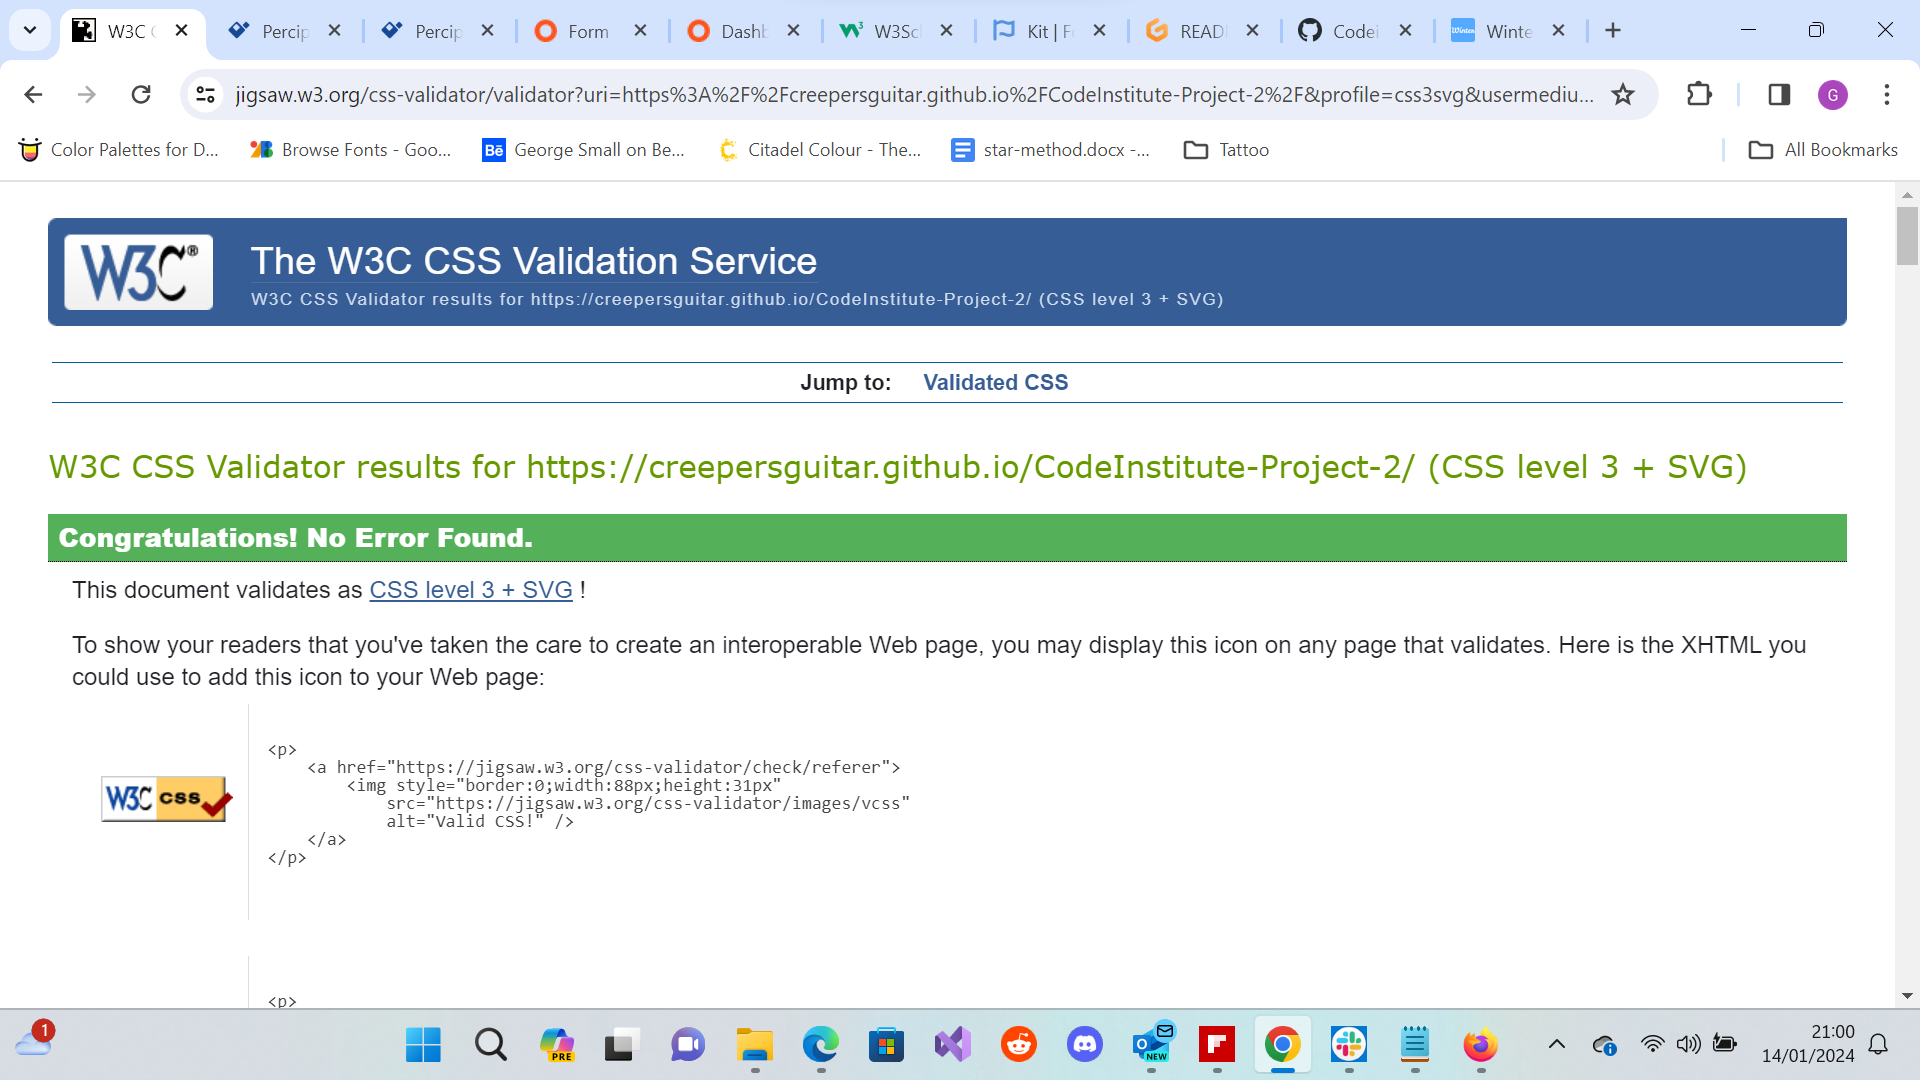 W3C
Percip
Percip
Form
Dashb
W3Scl
Kit | F
READ
Codei
Winte
jigsaw.w3.org/css-validator/validator?uri=https%3A%2F%2Fcreepersguitar.github.io%2FCodeInstitute-Project-2%2F&profile=css3svg&usermediu...
G
Color Palettes for D...
Browse Fonts - Goo...
Bē George Small on Be...
Citadel Colour - The...
star-method.docx -...
Tattoo
All Bookmarks
W3C®
The W3C CSS Validation Service
W3C CSS Validator results for https://creepersguitar.github.io/CodeInstitute-Project-2/ (CSS level 3 + SVG)
Jump to: Validated CSS
W3C CSS Validator results for https://creepersguitar.github.io/CodeInstitute-Project-2/ (CSS level 3 + SVG)
Congratulations! No Error Found.
This document validates as CSS level 3 + SVG !
To show your readers that you've taken the care to create an interoperable Web page, you may display this icon on any page that validates. Here is the XHTML you
could use to add this icon to your Web page:
W3C css
<p>
<a href="https://jigsaw.w3.org/css-validator/check/referer">
<img style="border:0;width:88px;height:31px"
src="https://jigsaw.w3.org/css-validator/images/vcss"
alt="Valid CSS!" />
</a>
</p>
<p>
1
PRE
NEW
21:00
14/01/2024